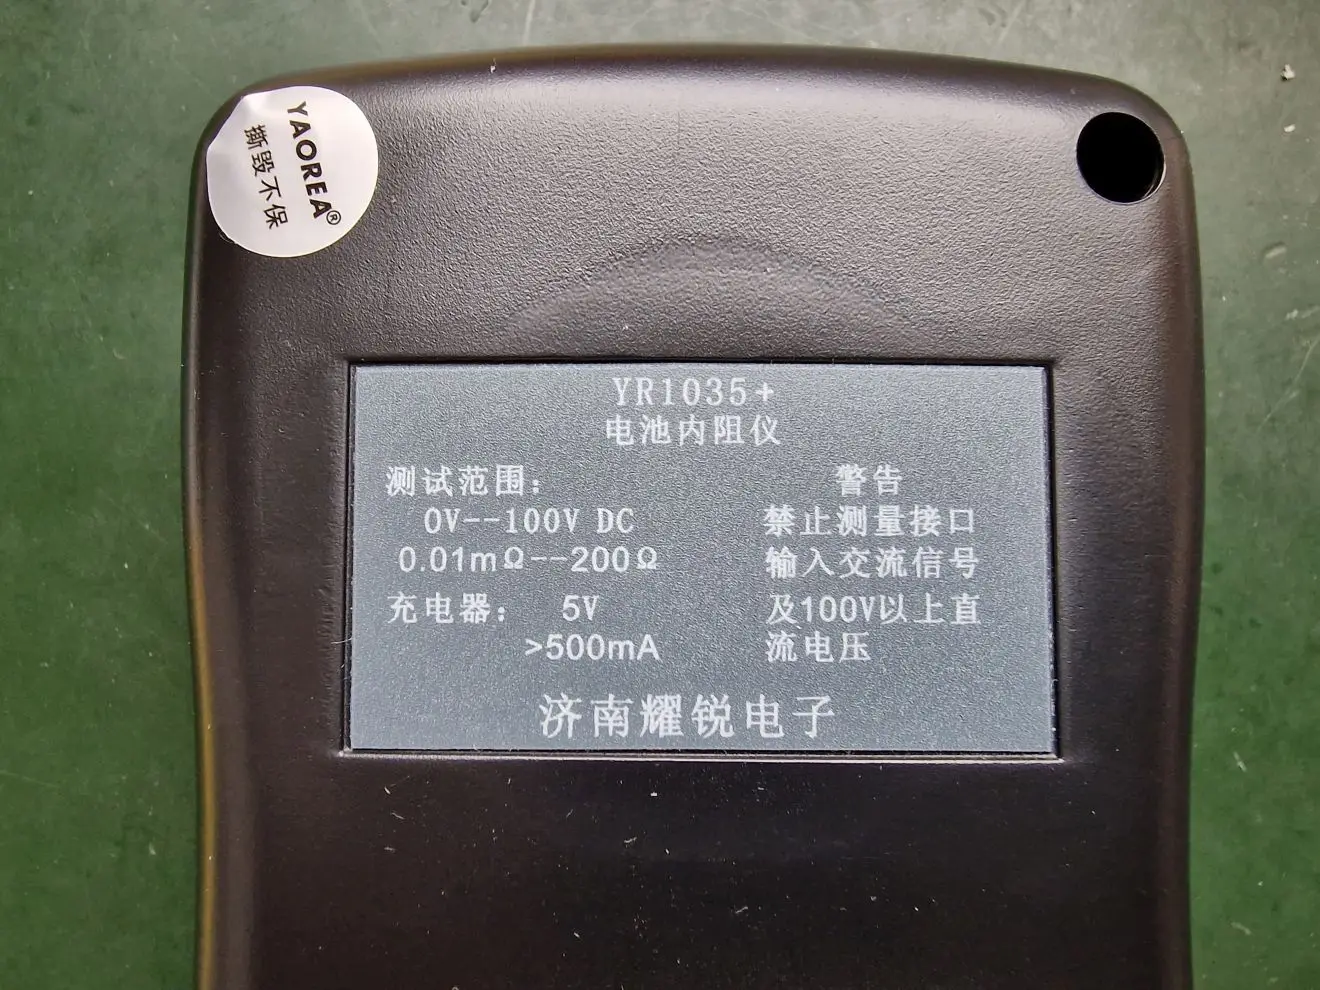 YAOREA®
撕毁不保
YR1035+
电池内阻仪
测试范围：
0V--100V DC
0.01mΩ--200Ω
充电器： 5V
>500mA
警告
禁止测量接口
输入交流信号
及100V以上直
流电压
济南耀锐电子